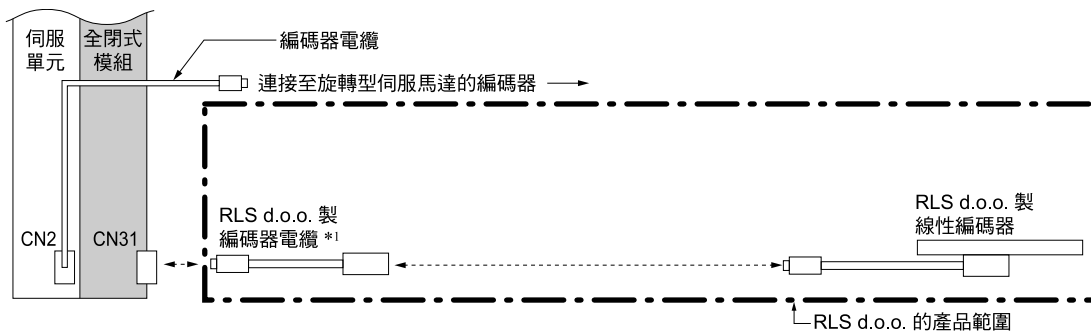 伺服
單元
全閉式
模組
編碼器電纜
連接至旋轉型伺服馬達的編碼器
RLS d.o.o. 製
編碼器電纜 *1
RLS d.o.o. 製
線性編碼器
CN2
CN31
RLS d.o.o. 的產品範圍